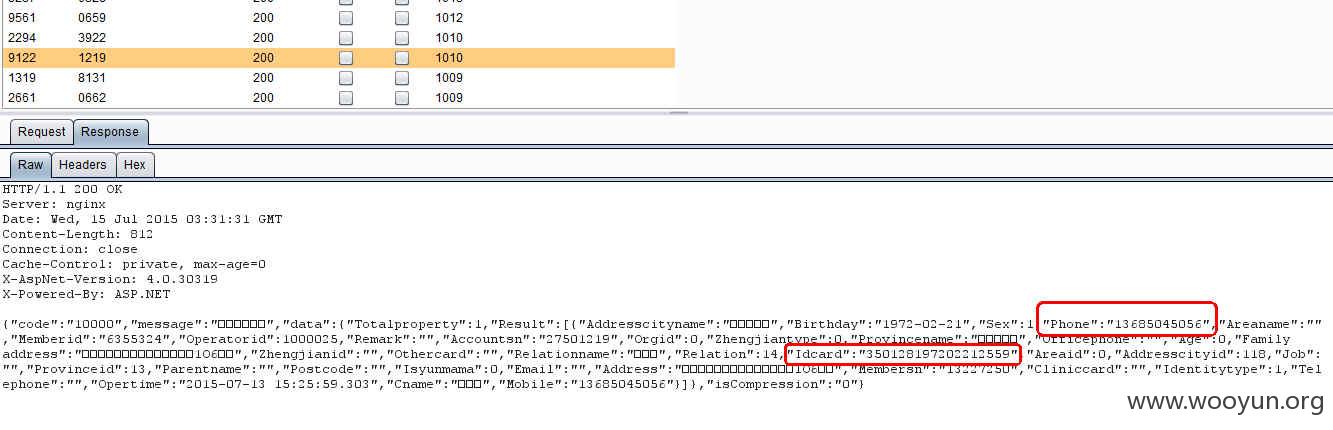 9561 0659 200 1012
2294 3922 200 1010
9122 1219 200 1010
1319 8131 200 1009
2661 0662 200 1009
Request Response
Raw Headers Hex
HTTP/1.1 200 OK
Server: nginx
Date: Wed, 15 Jul 2015 03:31:31 GMT
Content-Length: 812
Connection: close
Cache-Control: private, max-age=0
X-AspNet-Version: 4.0.30319
X-Powered-By: ASP.NET
{"code":"10000","message":"□□□□□□","data":{"Totalproperty":1,"Result":[{"Addresscityname":"□□□□□","Birthday":"1972-02-21","Sex":1,"Phone":"13685045056","Areaname":""
,"Memberid":"6355324","Operatorid":1000025,"Remark":"","Accountsn":"27501219","Orgid":0,"Zhengjiantype":0,"Provincename":"□□□□□","Officephone":"","Age":0,"Family
address":"□□□□□□□□□□□□□□106□□","Zhengjianid":"","Othercard":"","Relationname":"□□□","Relation":14,"Idcard":"350128197202212559","Areaid":0,"Addresscityid":118,"Job":
"","Provinceid":13,"Parentname":"","Postcode":"","Isyunmama":0,"Email":"","Address":"□□□□□□□□□□□□□□106□□","Membersn":"13227250","Cliniccard":"","Identitytype":1,"Tel
ephone":"","Opertime":"2015-07-13 15:25:59.303","Cname":"□□□","Mobile":"13685045056"}]},"isCompression":"0"}
www.wooyun.org